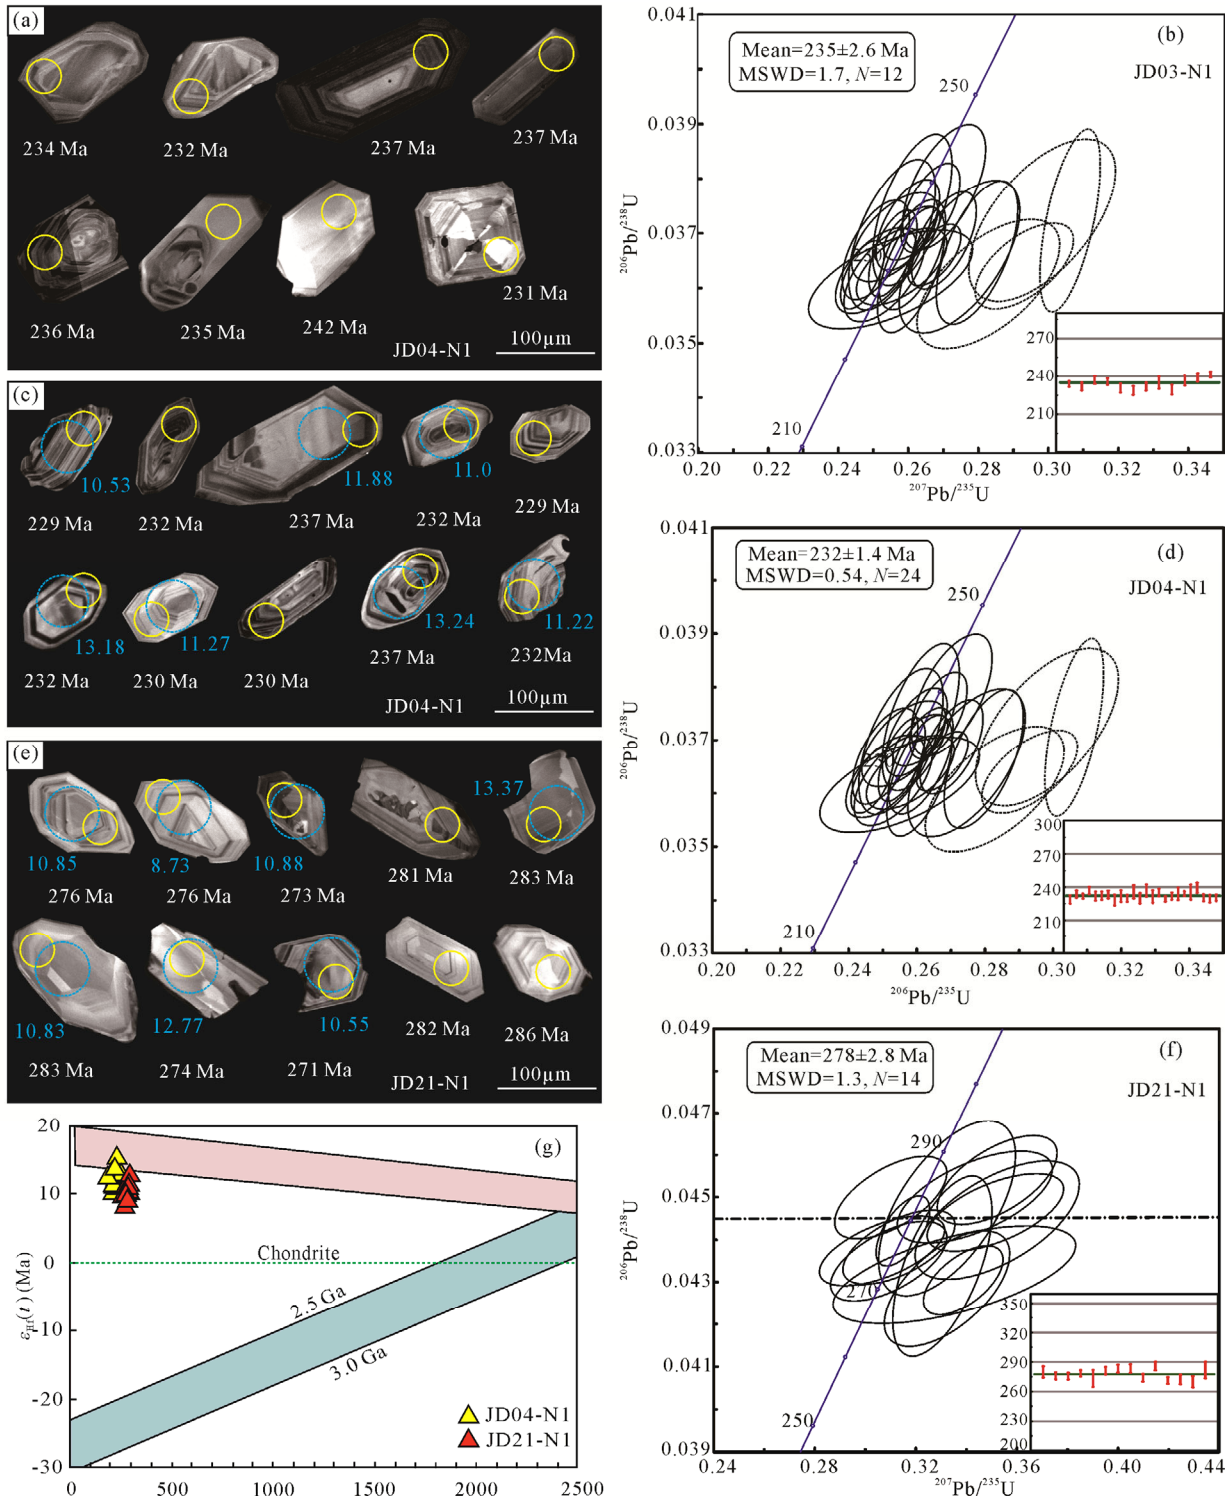 (a)
234 Ma
232 Ma
237 Ma
237 Ma
236 Ma
235 Ma
242 Ma
231 Ma
JD04-N1
100μm
(b)
Mean=235±2.6 Ma
MSWD=1.7, N=12
JD03-N1
250
210
0.041
0.039
0.037
0.035
0.033
²⁰⁶Pb/²³⁸U
0.20
0.22
0.24
0.26
0.28
0.30
0.32
0.34
²⁰⁷Pb/²³⁵U
270
240
210
(c)
10.53
11.88
11.0
229 Ma
232 Ma
237 Ma
232 Ma
229 Ma
13.18
11.27
13.24
11.22
232 Ma
230 Ma
230 Ma
237 Ma
232Ma
JD04-N1
100μm
(d)
Mean=232±1.4 Ma
MSWD=0.54, N=24
JD04-N1
250
210
0.041
0.039
0.037
0.035
0.033
²⁰⁶Pb/²³⁸U
0.20
0.22
0.24
0.26
0.28
0.30
0.32
0.34
²⁰⁶Pb/²³⁵U
300
270
240
210
(e)
13.37
10.85
8.73
10.88
276 Ma
276 Ma
273 Ma
281 Ma
283 Ma
10.83
12.77
10.55
283 Ma
274 Ma
271 Ma
282 Ma
286 Ma
JD21-N1
100μm
(f)
Mean=278±2.8 Ma
MSWD=1.3, N=14
JD21-N1
290
270
250
0.049
0.047
0.045
0.043
0.041
0.039
²⁰⁶Pb/²³⁸U
0.24
0.28
0.32
0.36
0.40
0.44
²⁰⁷Pb/²³⁵U
350
320
290
260
230
200
(g)
20
10
0
-10
-20
-30
εHf(t) (Ma)
Chondrite
2.5 Ga
3.0 Ga
JD04-N1
JD21-N1
0
500
1000
1500
2000
2500